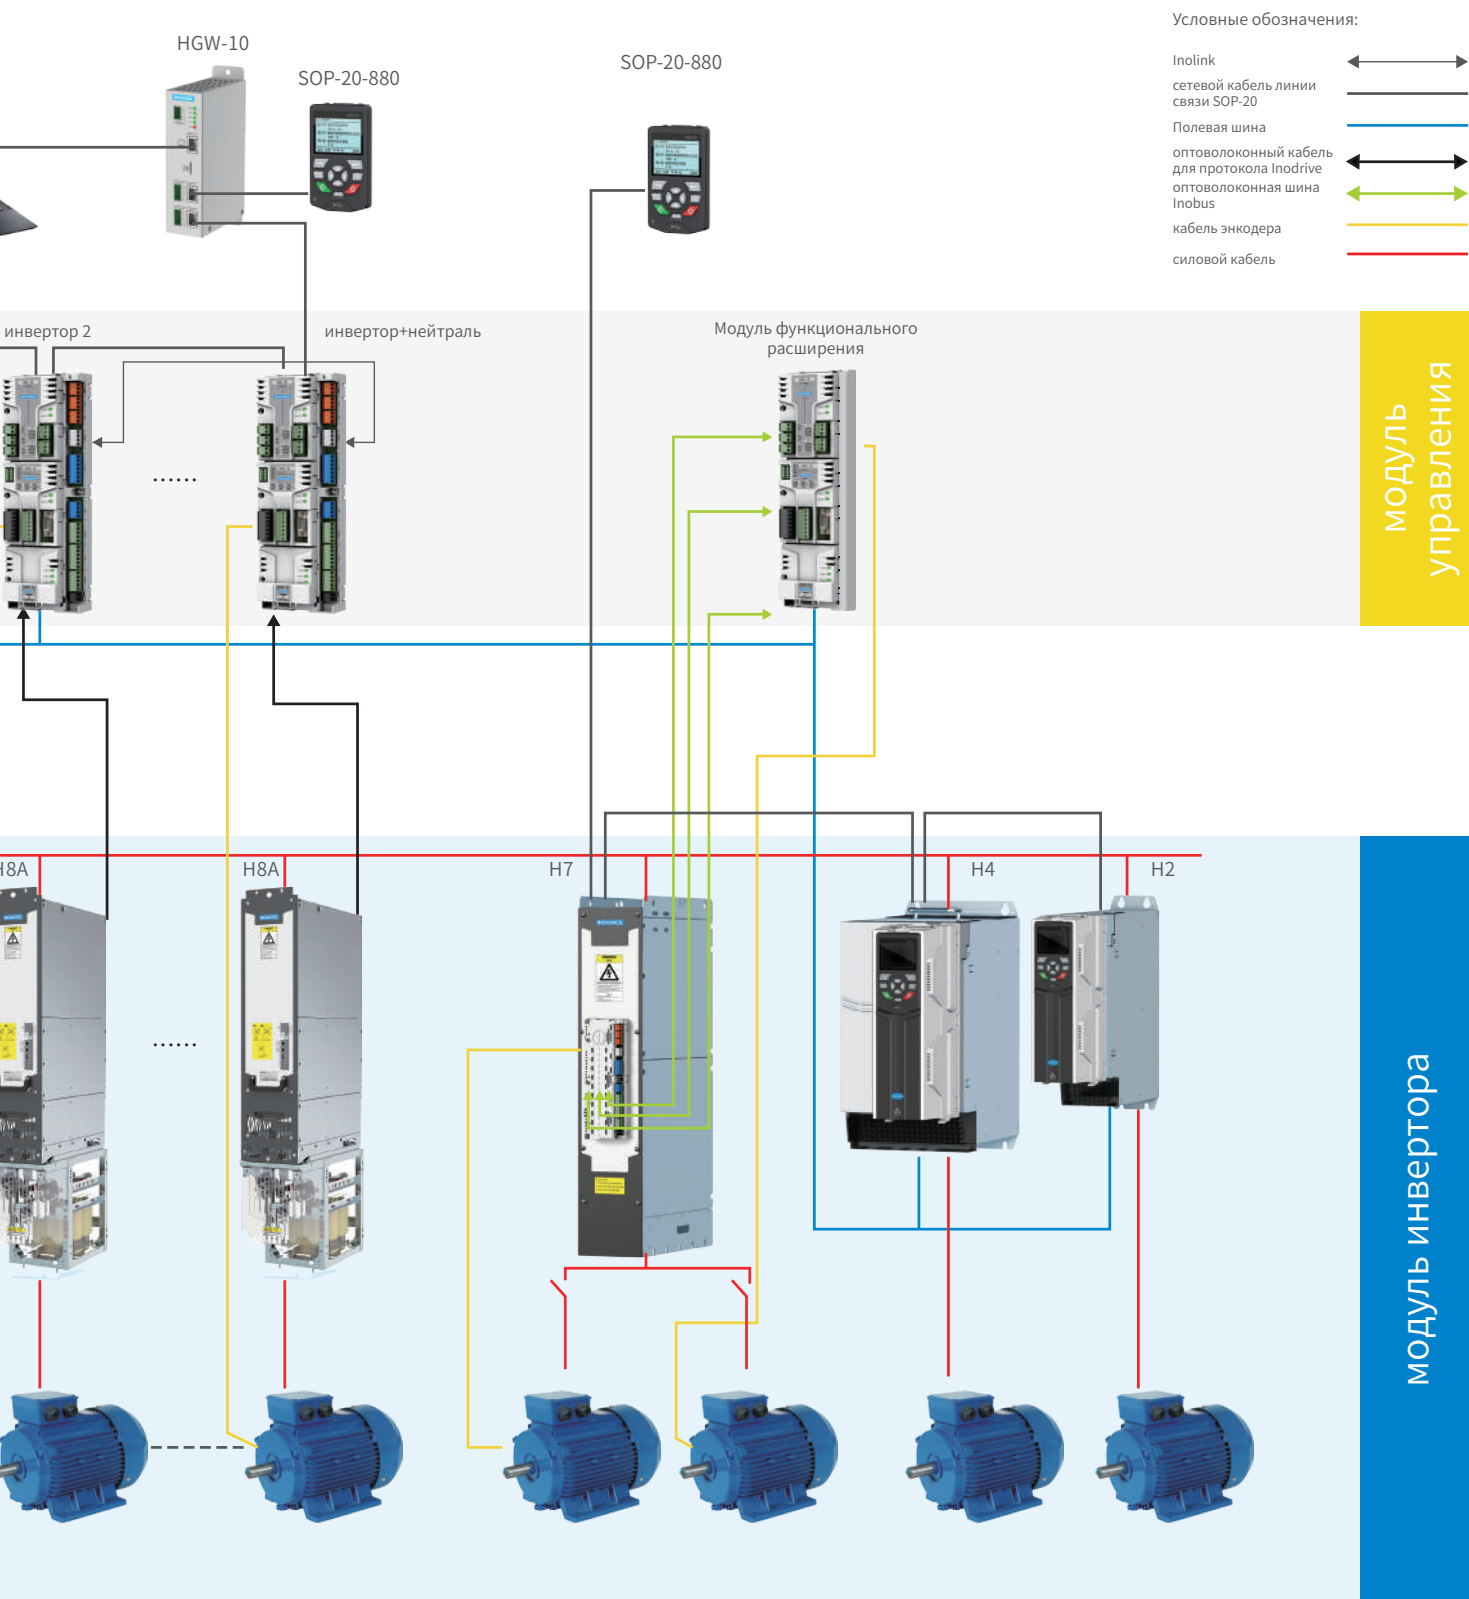 Условные обозначения:
HGW-10
SOP-20-880
SOP-20-880
Inolink
сетевой кабель линии
связи SOP-20
Полевая шина
оптоволоконный кабель
для протокола Inodrive
оптоволоконная шина
Inobus
кабель энкодера
силовой кабель
инвертор 2
инвертор+нейтраль
Модуль функционального
расширения
модуль
управления
......
H8A
H8A
H7
H4
H2
INOVANCE
......
модуль инвертора